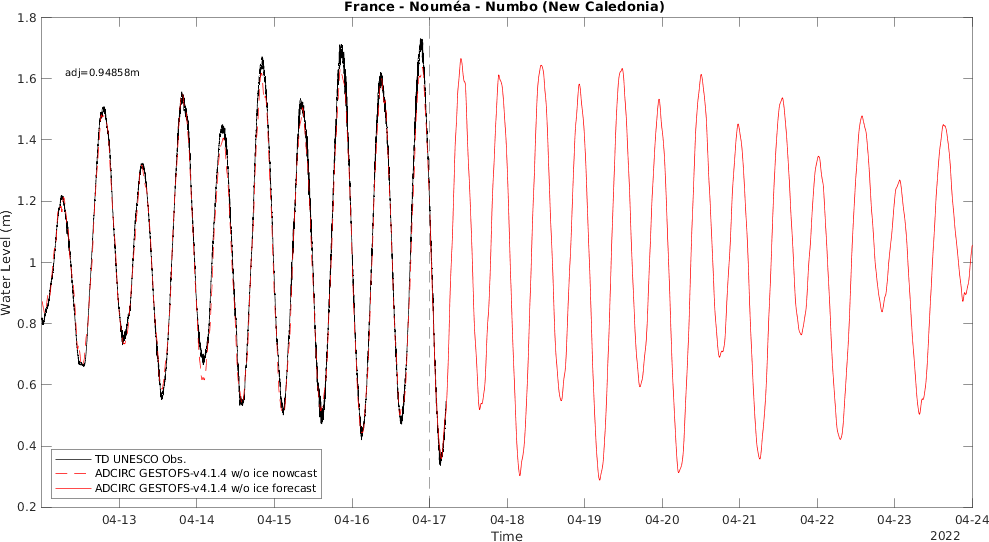 France - Nouméa - Numbo (New Caledonia)
1.8
1.6
1.4
1.2
1
0.8
0.6
0.4
0.2
Water Level (m)
adj=0.94858m
TD UNESCO Obs.
ADCIRC GESTOFS-v4.1.4 w/o ice nowcast
ADCIRC GESTOFS-v4.1.4 w/o ice forecast
04-13 04-14 04-15 04-16 04-17 04-18 04-19 04-20 04-21 04-22 04-23 04-24
Time
2022